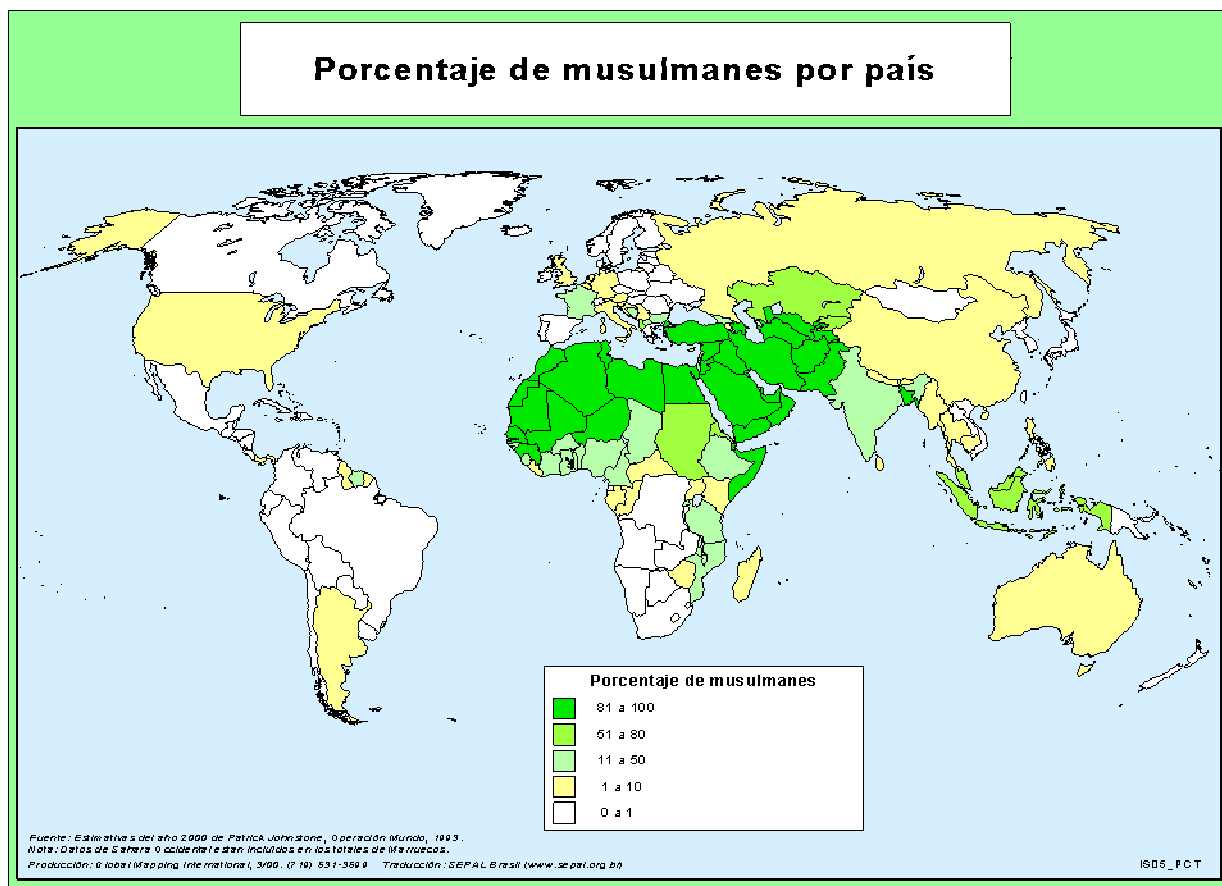 Porcentaje de musulmanes por país
Porcentaje de musulmanes
81 a 100
51 a 80
11 a 50
1 a 10
0 a 1
Fuente: Estimativas del año 2000 de Patrick Johnstone, Operación Mundo, 1993.
Nota: Datos de Sahara Occidental estan incluidos en los totales de Marruecos.
Producción: Global Mapping International, 3/00. (719) 531-3599 Traducción: SEPAL Brasil (www.sepal.org.br)
IS05_PCT